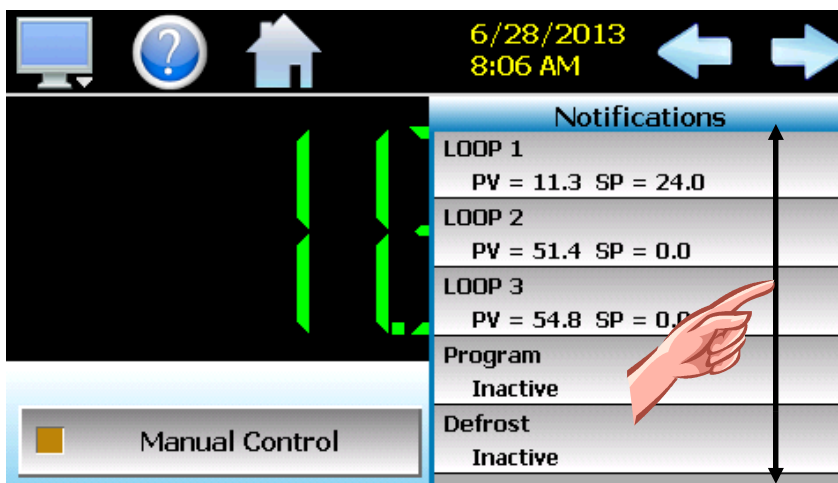 ?
6/28/2013
8:06 AM
Notifications
LOOP 1
PV = 11.3 SP = 24.0
LOOP 2
PV = 51.4 SP = 0.0
LOOP 3
PV = 54.8 SP = 0.0
Program
Inactive
Defrost
Inactive
Manual Control